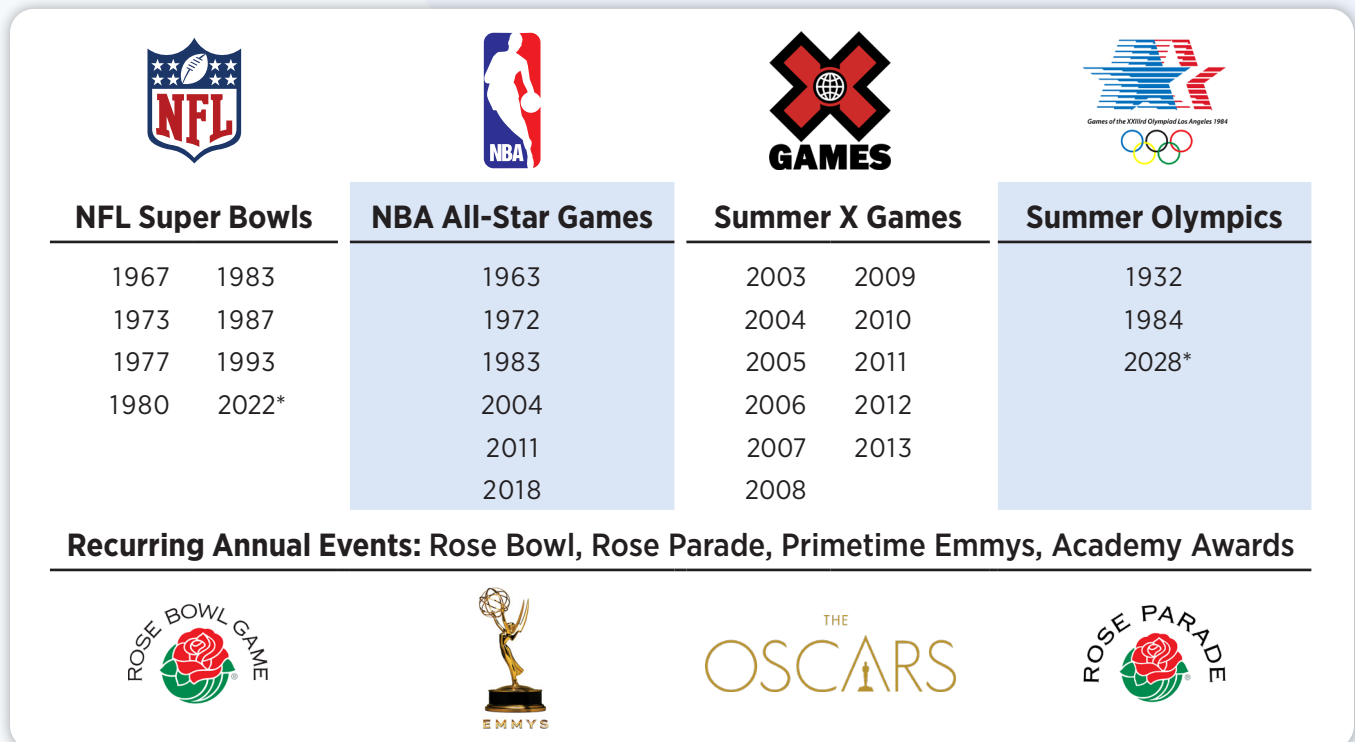 NFL
NBA
X
GAMES
Games of the XXIIIrd Olympiad Los Angeles 1984
NFL Super Bowls
1967 1983
1973 1987
1977 1993
1980 2022*
NBA All-Star Games
1963
1972
1983
2004
2011
2018
Summer X Games
2003 2009
2004 2010
2005 2011
2006 2012
2007 2013
2008
Summer Olympics
1932
1984
2028*
Recurring Annual Events: Rose Bowl, Rose Parade, Primetime Emmys, Academy Awards
ROSE BOWL GAME
®
EMMYS
THE
OSCARS
ROSE PARADE
®